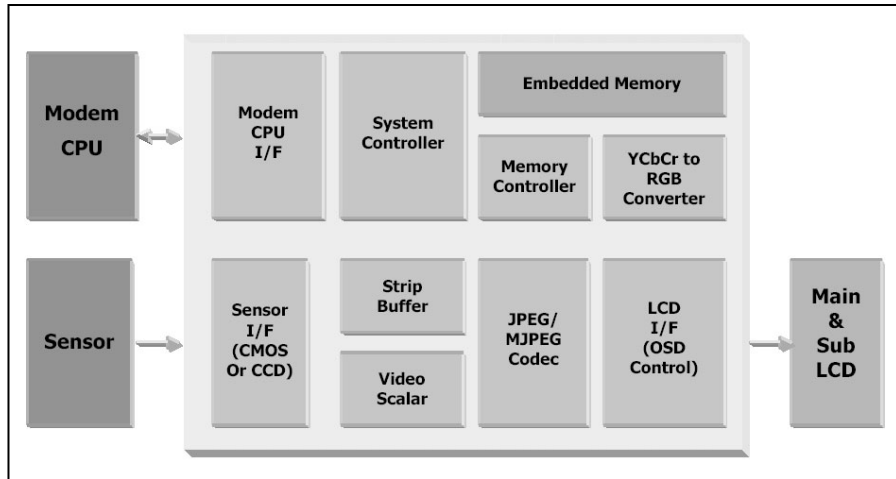 Modem
CPU
Modem
CPU
I/F
System
Controller
Embedded Memory
Memory
Controller
YCbCr to
RGB
Converter
Sensor
Sensor
I/F
(CMOS
Or CCD)
Strip
Buffer
Video
Scalar
JPEG/
MJPEG
Codec
LCD
I/F
(OSD
Control)
Main
&
Sub
LCD